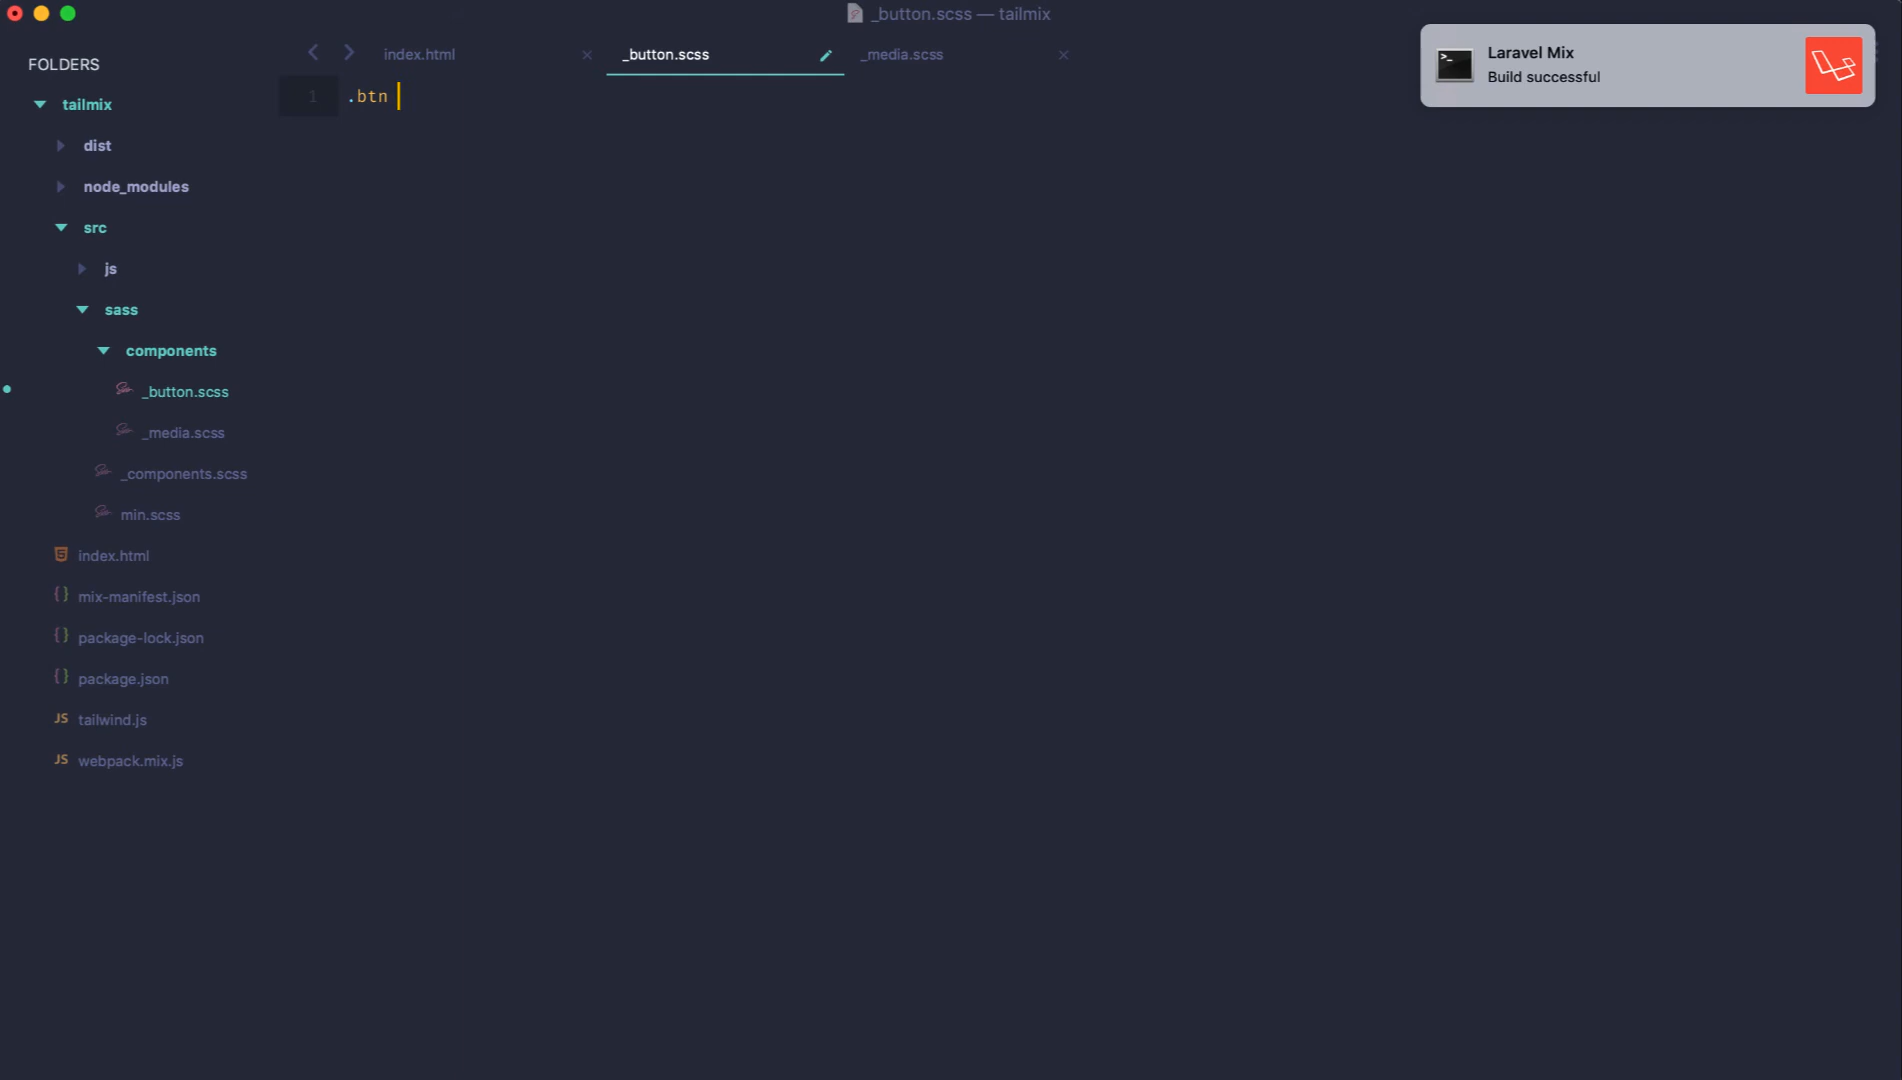 _button.scss — tailmix
FOLDERS
tailmix
dist
node_modules
src
js
sass
components
_button.scss
_media.scss
_components.scss
min.scss
index.html
mix-manifest.json
package-lock.json
package.json
JS tailwind.js
JS webpack.mix.js
index.html
_button.scss
_media.scss
1 .btn
Laravel Mix
Build successful